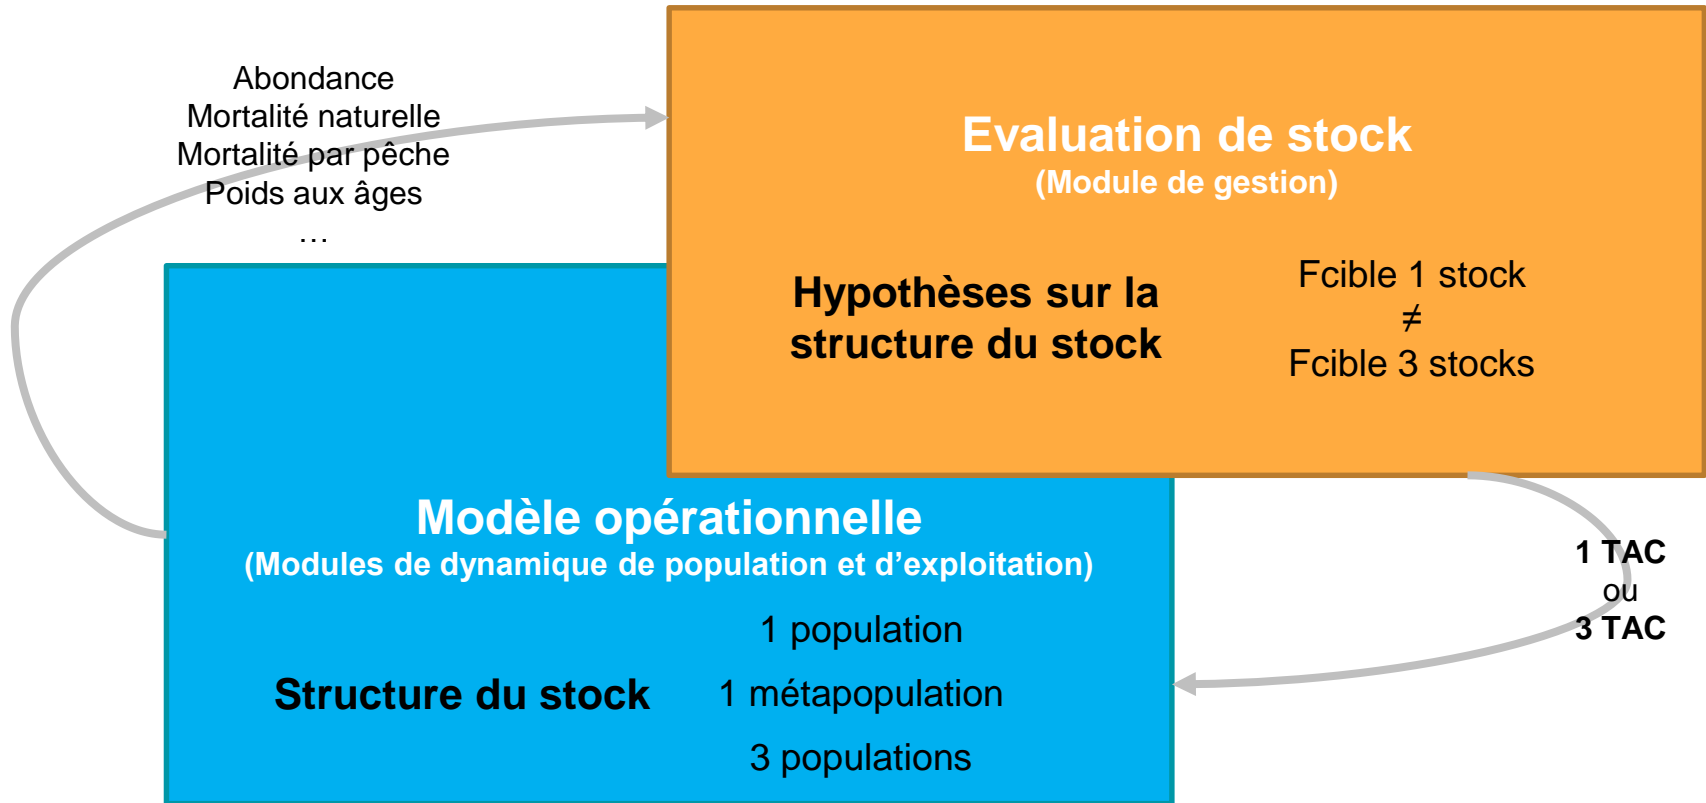 Abondance
Mortalité naturelle
Mortalité par pêche
Poids aux âges
…
Evaluation de stock
(Module de gestion)
Hypothèses sur la
structure du stock
Fcible 1 stock
≠
Fcible 3 stocks
Modèle opérationnelle
(Modules de dynamique de population et d’exploitation)
Structure du stock
1 population
1 métapopulation
3 populations
1 TAC
ou
3 TAC